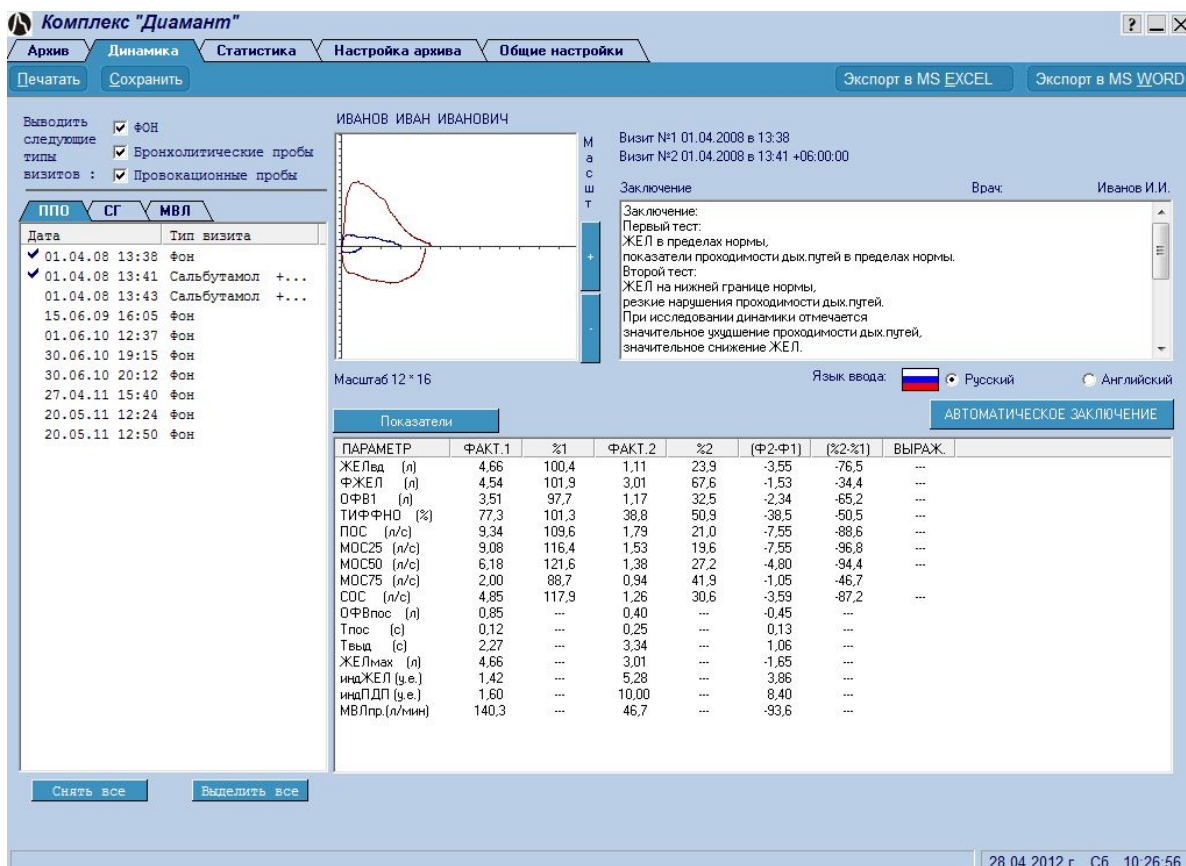 Комплекс "Диамант"
? _ X
Архив Динамика Статистика Настройка архива Общие настройки
Печатать Сохранить Экспорт в MS EXCEL Экспорт в MS WORD
Выводить
следующие
типы
визитов :
ФОН
Бронхолитические пробы
Провокационные пробы
ППО СГ МВЛ
Дата Тип визита
01.04.08 13:38 Фон
01.04.08 13:41 Сальбутамол +...
01.04.08 13:43 Сальбутамол +...
15.06.09 16:05 Фон
01.06.10 12:37 Фон
30.06.10 19:15 Фон
30.06.10 20:12 Фон
27.04.11 15:40 Фон
20.05.11 12:24 Фон
20.05.11 12:50 Фон
Снять все Выделить все
ИВАНОВ ИВАН ИВАНОВИЧ
М
а
с
ш
т
+
-
Масштаб 12 * 16
Визит №1 01.04.2008 в 13:38
Визит №2 01.04.2008 в 13:41 +06:00:00
Заключение Врач: Иванов И.И.
Заключение:
Первый тест:
ЖЕЛ в пределах нормы,
показатели проходимости дых.путей в пределах нормы.
Второй тест:
ЖЕЛ на нижней границе нормы,
резкие нарушения проходимости дых.путей.
При исследовании динамики отмечается
значительное ухудшение проходимости дых.путей,
значительное снижение ЖЕЛ.
Язык ввода: Русский Английский
Показатели
АВТОМАТИЧЕСКОЕ ЗАКЛЮЧЕНИЕ
ПАРАМЕТР ФАКТ.1 %1 ФАКТ.2 %2 (Ф2-Ф1) (%2-%1) ВЫРАЖ.
ЖЕЛвд (л) 4,66 100,4 1,11 23,9 -3,55 -76,5 ---
ФЖЕЛ (л) 4,54 101,9 3,01 67,6 -1,53 -34,4 ---
ОФВ1 (л) 3,51 97,7 1,17 32,5 -2,34 -65,2 ---
ТИФФНО (%) 77,3 101,3 38,8 50,9 -38,5 -50,5 ---
ПОС (л/с) 9,34 109,6 1,79 21,0 -7,55 -88,6 ---
МОС25 (л/с) 9,08 116,4 1,53 19,6 -7,55 -96,8 ---
МОС50 (л/с) 6,18 121,6 1,38 27,2 -4,80 -94,4 ---
МОС75 (л/с) 2,00 88,7 0,94 41,9 -1,05 -46,7
СОС (л/с) 4,85 117,9 1,26 30,6 -3,59 -87,2 ---
ОФВпос (л) 0,85 --- 0,40 --- -0,45 ---
Тпос (с) 0,12 --- 0,25 --- 0,13 ---
Твыд (с) 2,27 --- 3,34 --- 1,06 ---
ЖЕЛмах (л) 4,66 --- 3,01 --- -1,65 ---
индЖЕЛ (у.е.) 1,42 --- 5,28 --- 3,86 ---
индПДП (у.е.) 1,60 --- 10,00 --- 8,40 ---
МВЛпр.(л/мин) 140,3 --- 46,7 --- -93,6 ---
28.04.2012 г. Сб 10:26:56